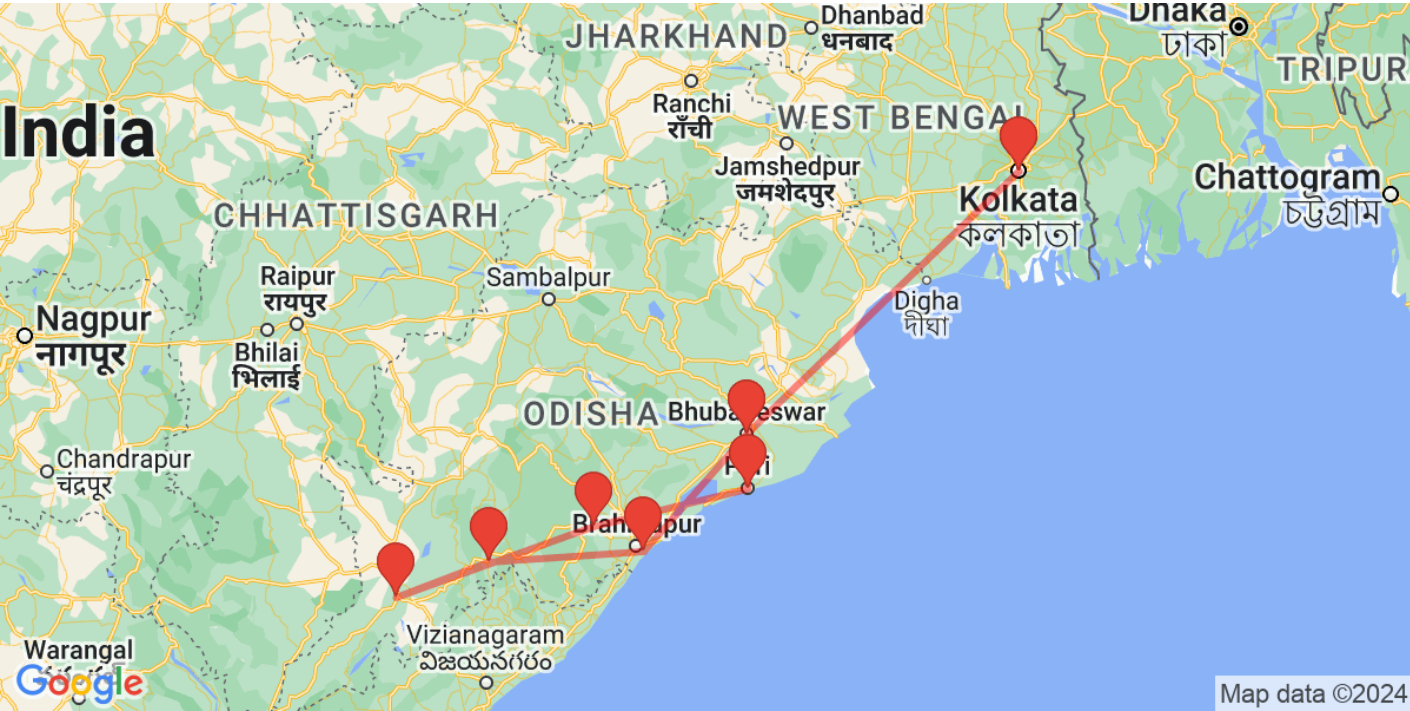 Dhanbad
धनबाद
Dhaka
ঢাকা
JHARKHAND
TRIPUR
Ranchi
राँची
India
WEST BENGAL
Jamshedpur
जमशेदपुर
Kolkata
কলকাতা
Chattogram
চট্টগ্রাম
CHHATTISGARH
Raipur
रायपुर
Sambalpur
Digha
দীঘা
Nagpur
नागपूर
Bhilai
भिलाई
ODISHA
Chandrapur
चंद्रपूर
Vizianagaram
విజయనగరం
Warangal
Google
Map data ©2024